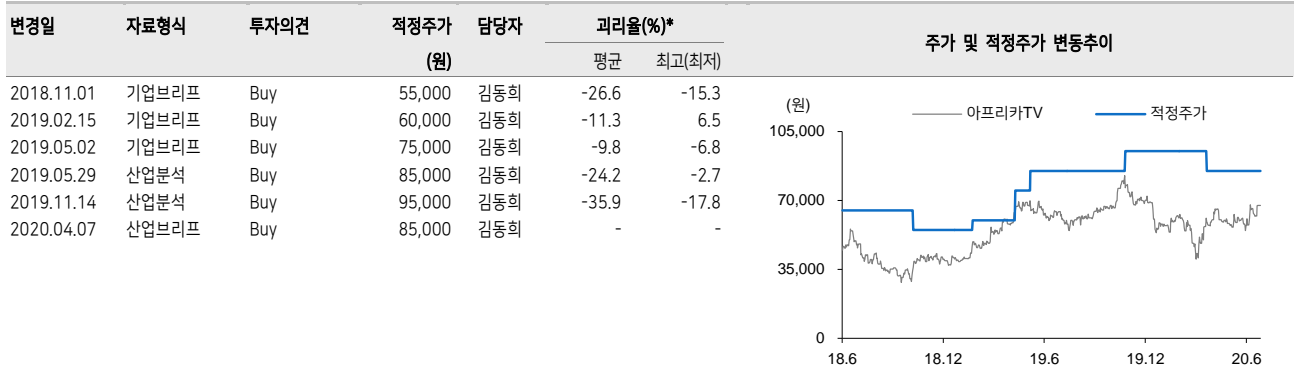 변경일 자료형식 투자의견 적정주가 담당자 괴리율(%)*
(원) 평균 최고(최저)
2018.11.01 기업브리프 Buy 55,000 김동희 -26.6 -15.3
2019.02.15 기업브리프 Buy 60,000 김동희 -11.3 6.5
2019.05.02 기업브리프 Buy 75,000 김동희 -9.8 -6.8
2019.05.29 산업분석 Buy 85,000 김동희 -24.2 -2.7
2019.11.14 산업분석 Buy 95,000 김동희 -35.9 -17.8
2020.04.07 산업브리프 Buy 85,000 김동희 - -
주가 및 적정주가 변동추이
(원)
아프리카TV 적정주가
105,000
70,000
35,000
0
18.6 18.12 19.6 19.12 20.6